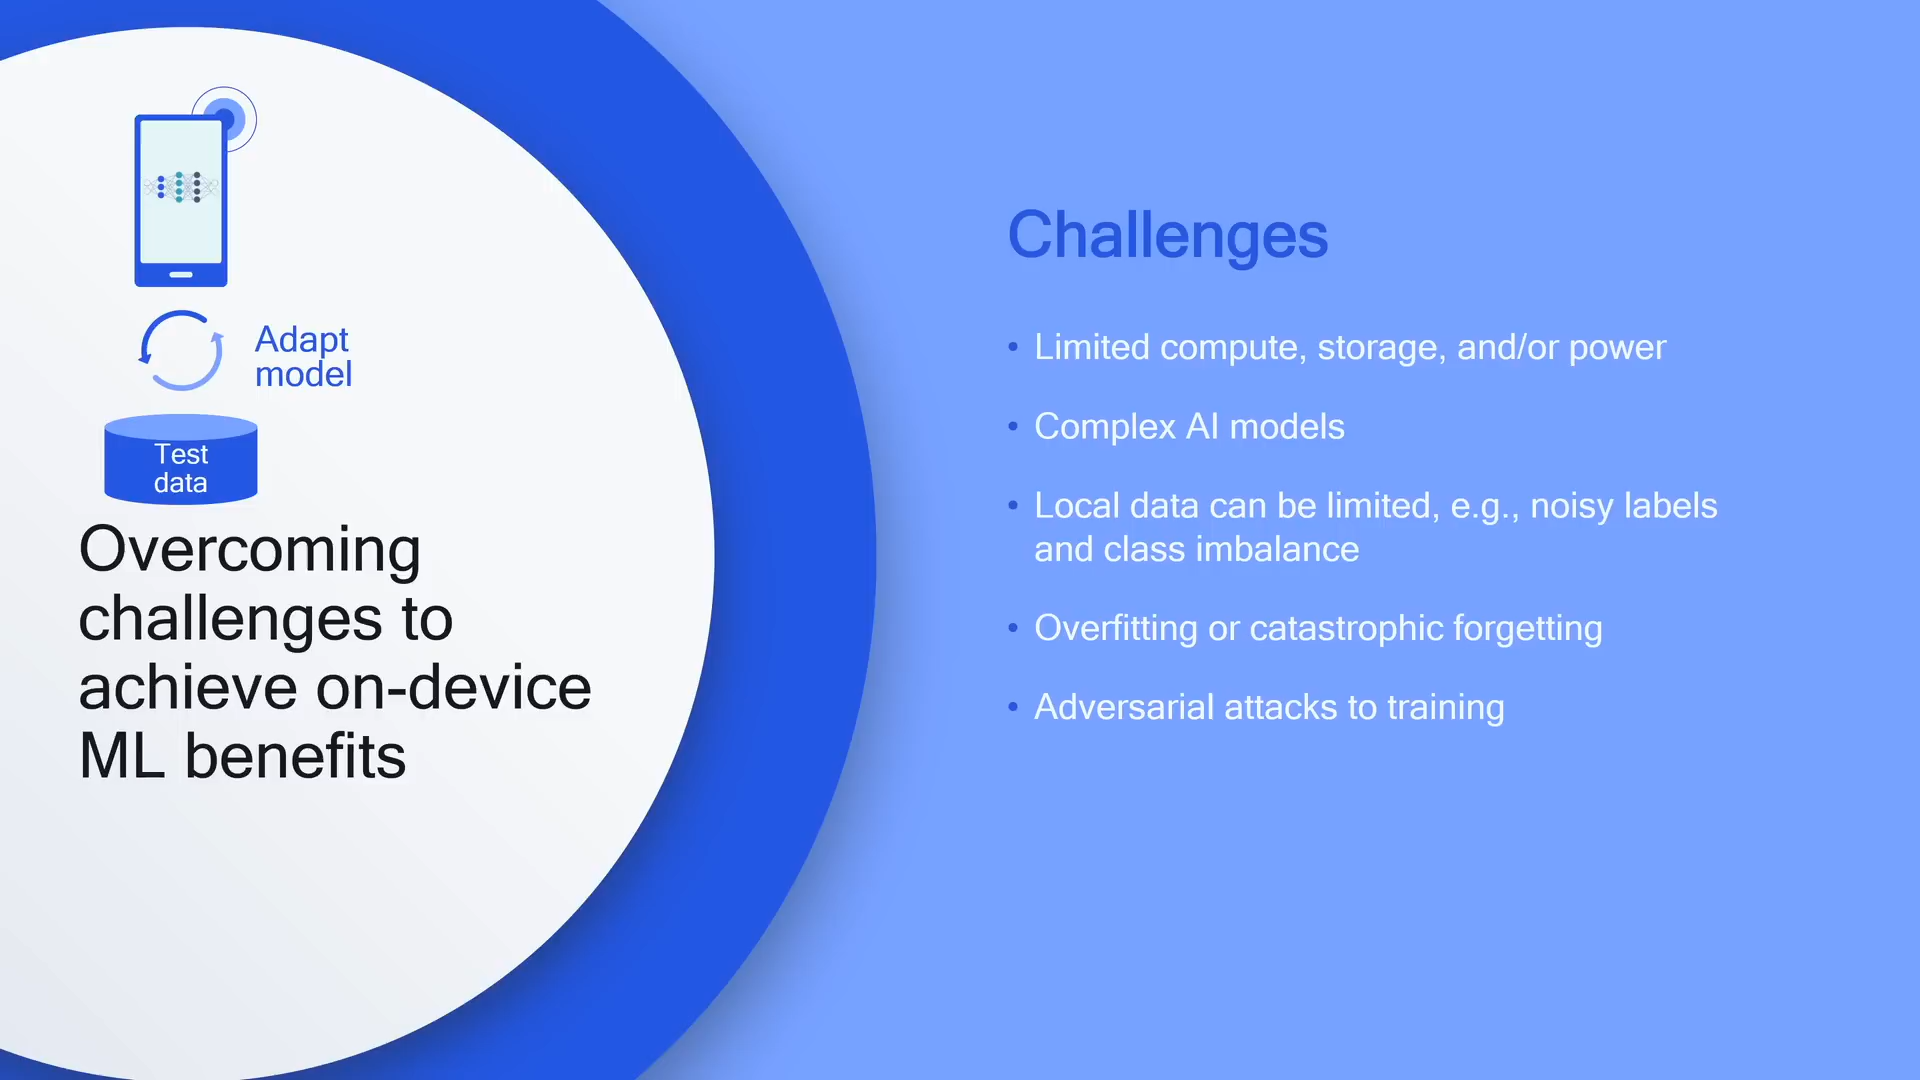 Adapt
model
Test
data
Overcoming
challenges to
achieve on-device
ML benefits
Challenges
• Limited compute, storage, and/or power
• Complex AI models
• Local data can be limited, e.g., noisy labels
and class imbalance
• Overfitting or catastrophic forgetting
• Adversarial attacks to training